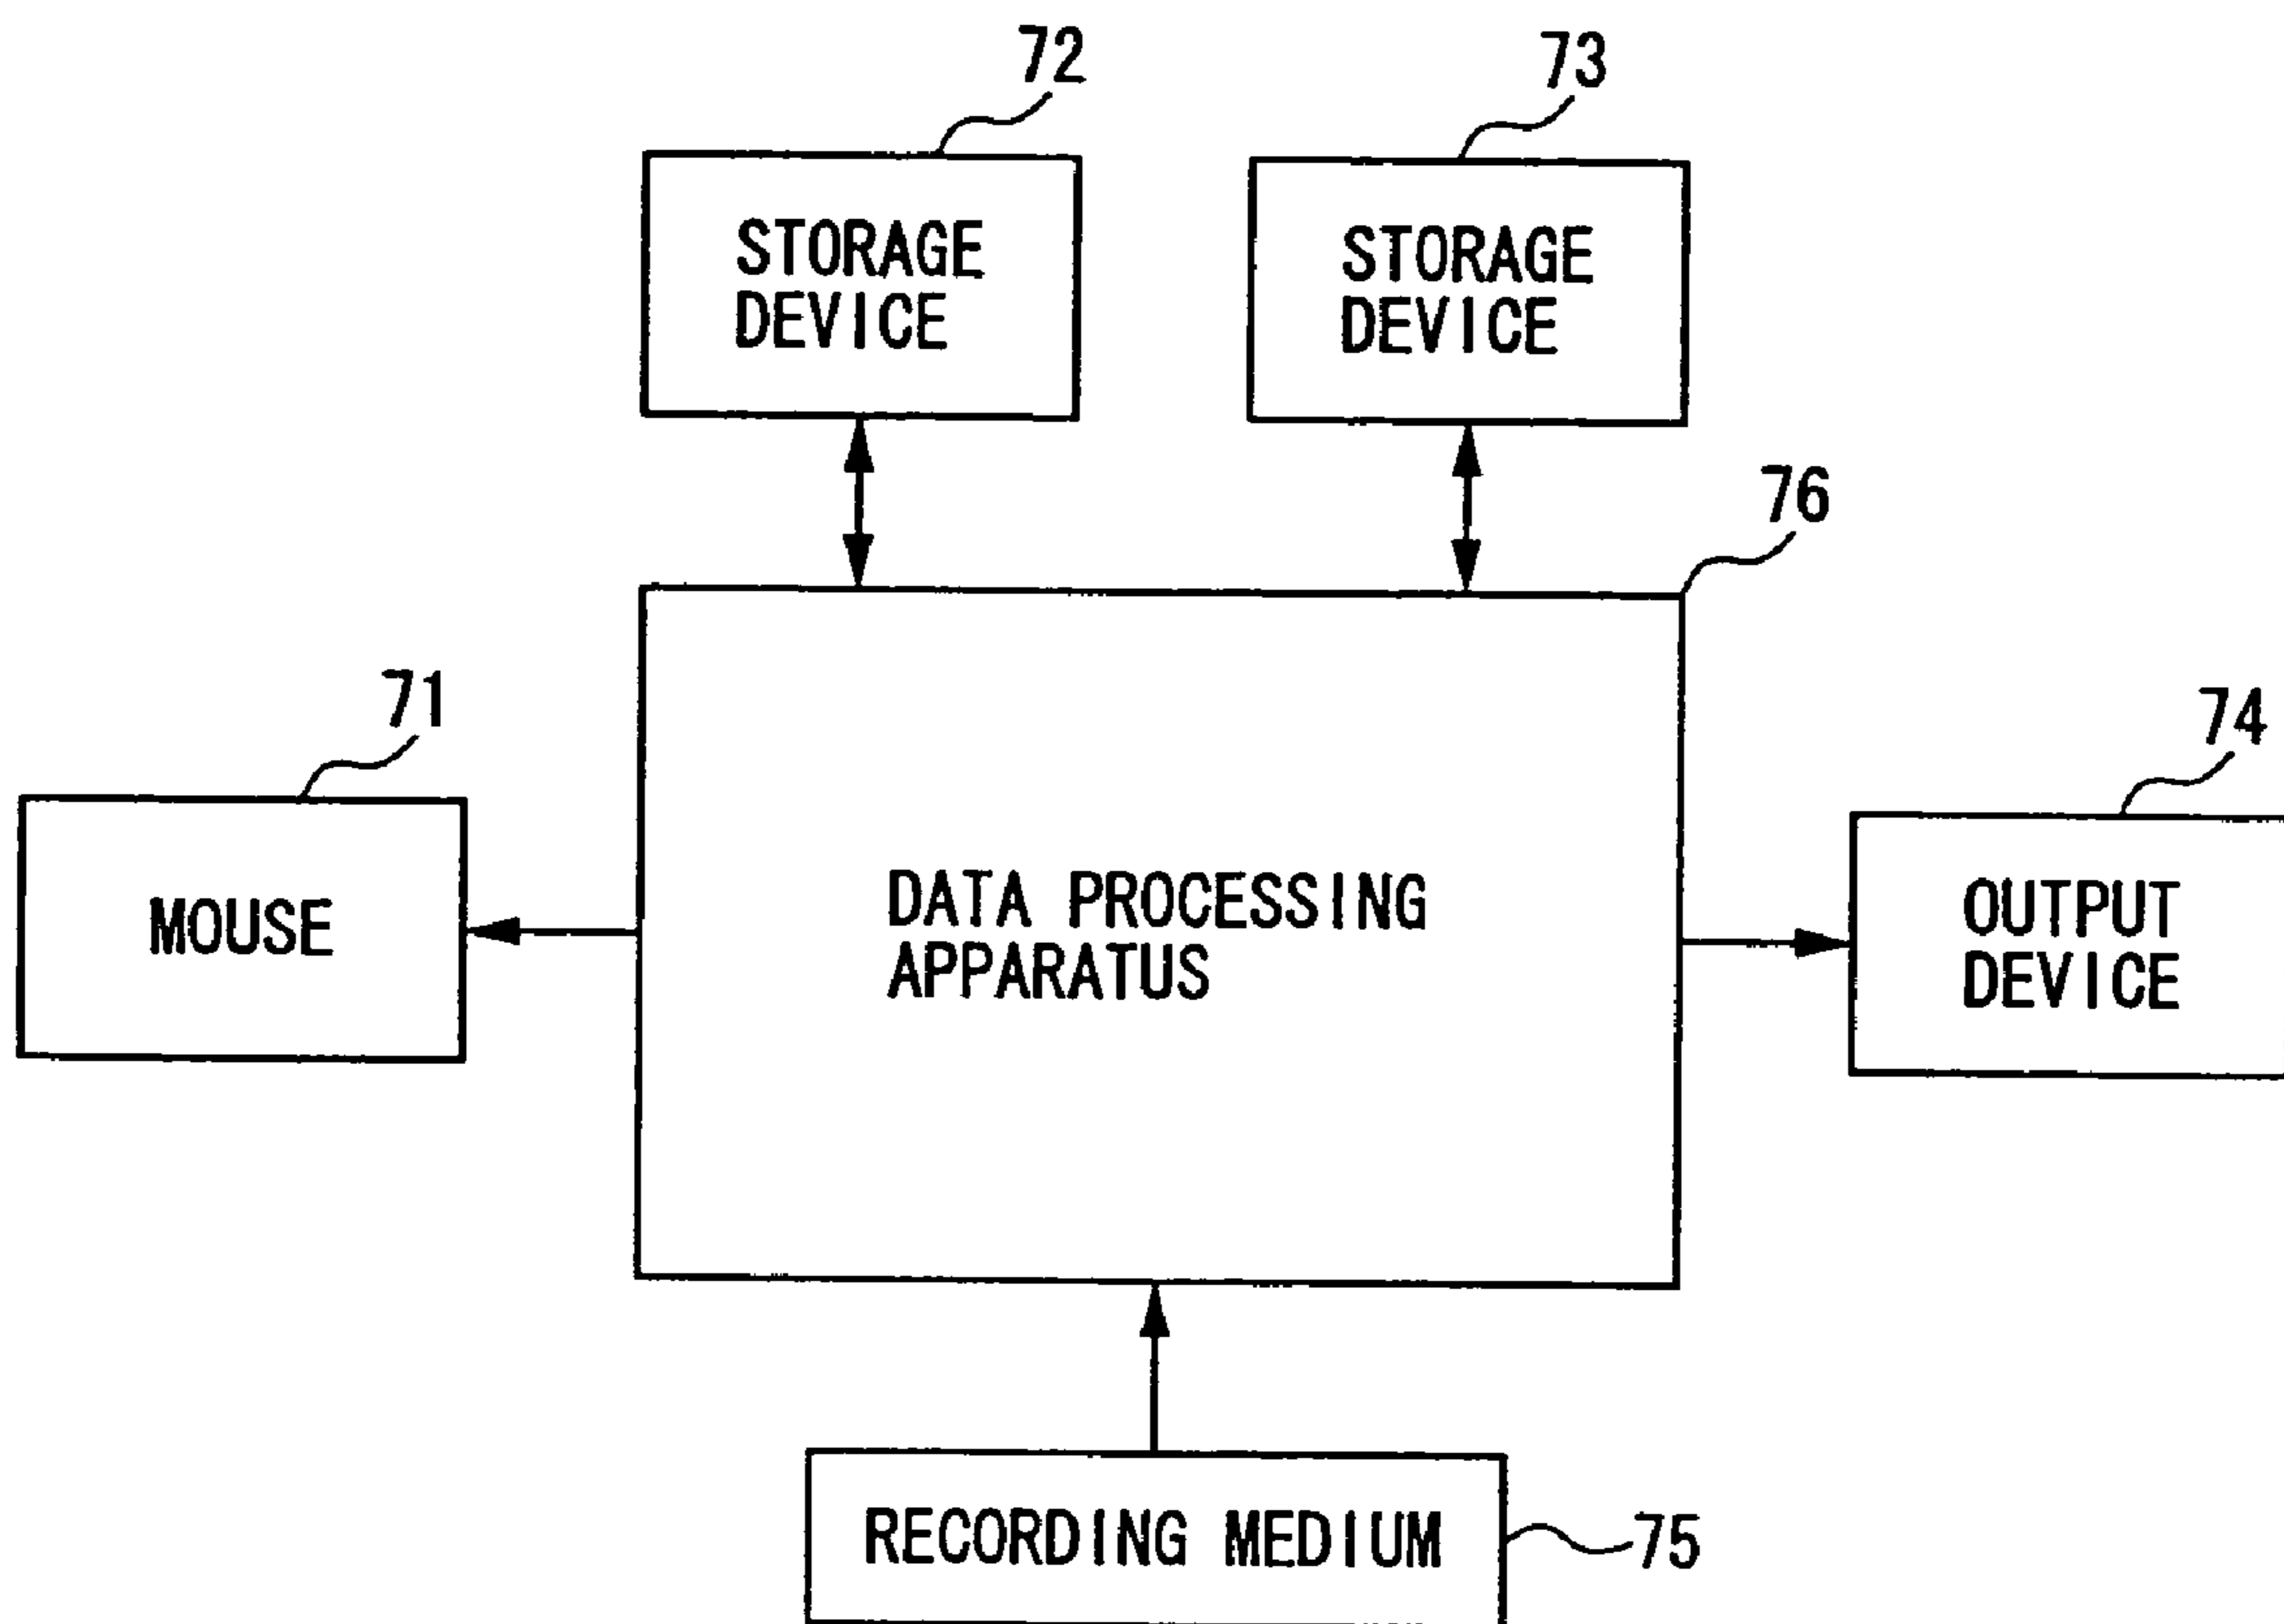 72
73
STORAGE
DEVICE
STORAGE
DEVICE
76
71
74
MOUSE
DATA PROCESSING
APPARATUS
OUTPUT
DEVICE
RECORDING MEDIUM
75